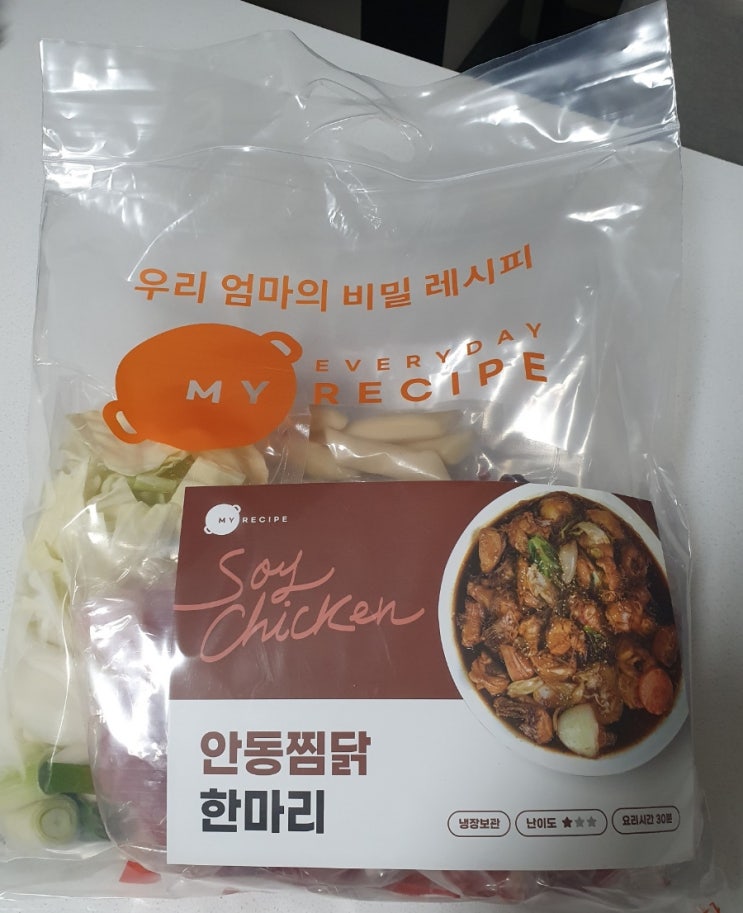 우리 엄마의 비밀 레시피
EVERYDAY
MY RECIPE
MY RECIPE
Soy
Chicken
안동찜닭
한마리
냉장보관 난이도 ★★★ 요리시간 30분